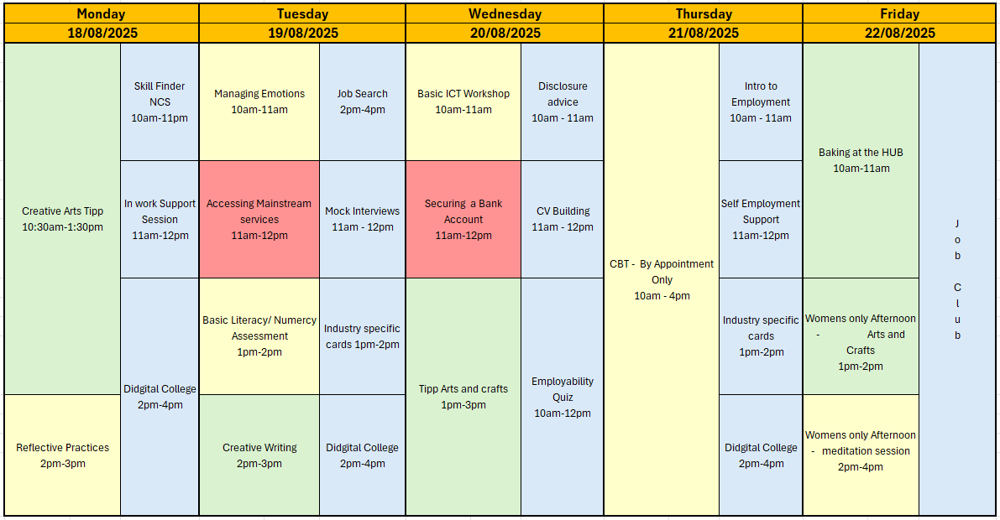 Monday
Tuesday
Wednesday
Thursday
Friday
18/08/2025
19/08/2025
20/08/2025
21/08/2025
22/08/2025
Creative Arts Tipp
10:30am-1:30pm
Reflective Practices
2pm-3pm
Skill Finder
NCS
10am-11pm
In work Support
Session
11am-12pm
Didgital College
2pm-4pm
Managing Emotions
10am-11am
Accessing Mainstream
services
11am-12pm
Basic Literacy/ Numercy
Assessment
1pm-2pm
Creative Writing
2pm-3pm
Job Search
2pm-4pm
Mock Interviews
11am - 12pm
Industry specific
cards 1pm-2pm
Didgital College
2pm-4pm
Basic ICT Workshop
10am-11am
Securing a Bank
Account
11am-12pm
Tipp Arts and crafts
1pm-3pm
Disclosure
advice
10am - 11am
CV Building
11am - 12pm
Employability
Quiz
10am-12pm
CBT - By Appointment
Only
10am - 4pm
Intro to
Employment
10am - 11am
Self Employment
Support
11am-12pm
Industry specific
cards
1pm-2pm
Didgital College
2pm-4pm
Baking at the HUB
10am-11am
Womens only Afternoon
- Arts and
Crafts
1pm-2pm
Womens only Afternoon
- meditation session
2pm-4pm
J
o
b
C
l
u
b